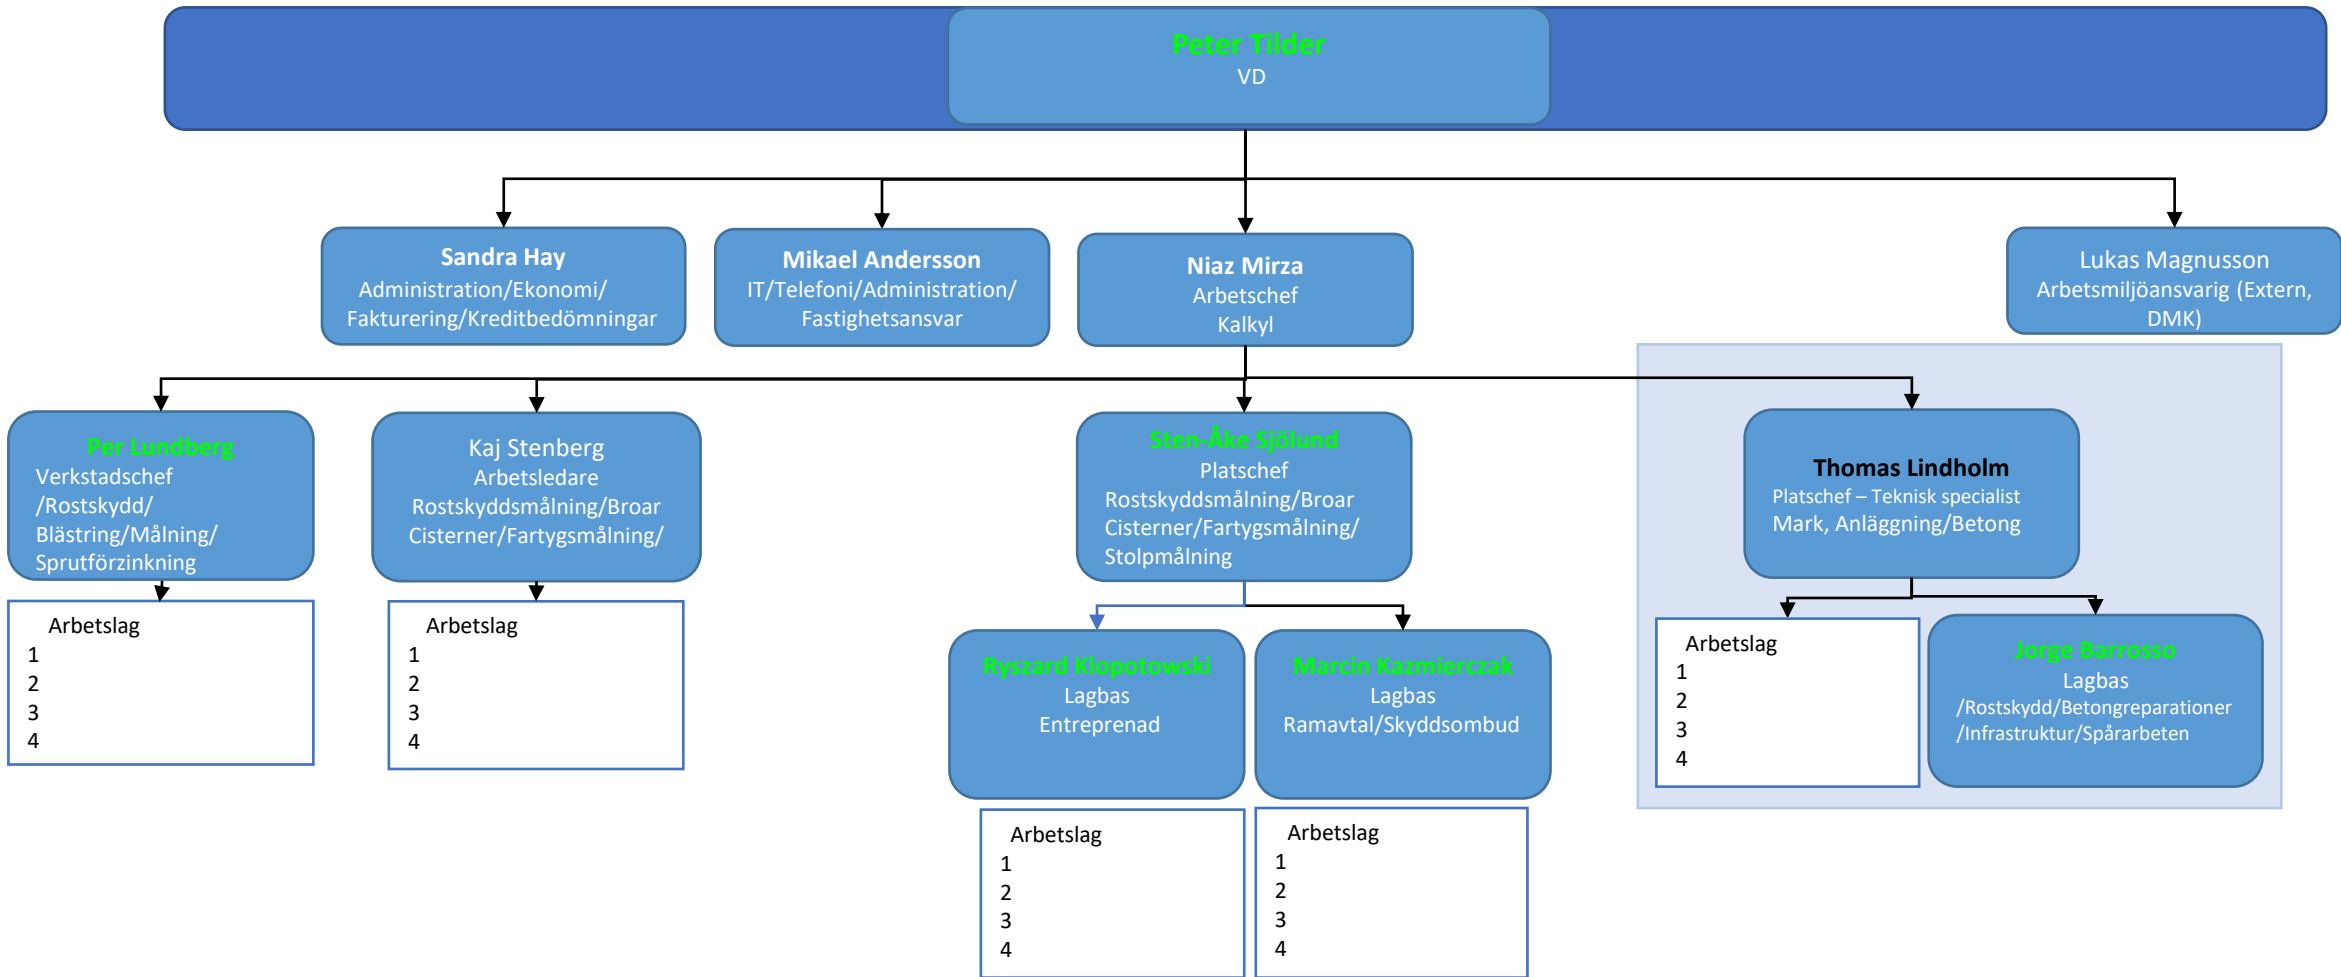 Peter Tilder
VD
Sandra Hay
Administration/Ekonomi/
Fakturering/Kreditbedömningar
Mikael Andersson
IT/Telefoni/Administration/
Fastighetsansvar
Niaz Mirza
Arbetschef
Kalkyl
Lukas Magnusson
Arbetsmiljöansvarig (Extern,
DMK)
Per Lundberg
Verkstadschef
/Rostskydd/
Blästring/Målning/
Sprutförzinkning
Kaj Stenberg
Arbetsledare
Rostskyddsmålning/Broar
Cisterner/Fartygsmålning/
Sten-Åke Sjölund
Platschef
Rostskyddsmålning/Broar
Cisterner/Fartygsmålning/
Stolpmålning
Thomas Lindholm
Platschef – Teknisk specialist
Mark, Anläggning/Betong
Arbetslag
1
2
3
4
Arbetslag
1
2
3
4
Ryszard Klopotowski
Lagbas
Entreprenad
Marcin Kazmierczak
Lagbas
Ramavtal/Skyddsombud
Arbetslag
1
2
3
4
Jorge Barrosso
Lagbas
/Rostskydd/Betongreparationer
/Infrastruktur/Spårarbeten
Arbetslag
1
2
3
4
Arbetslag
1
2
3
4